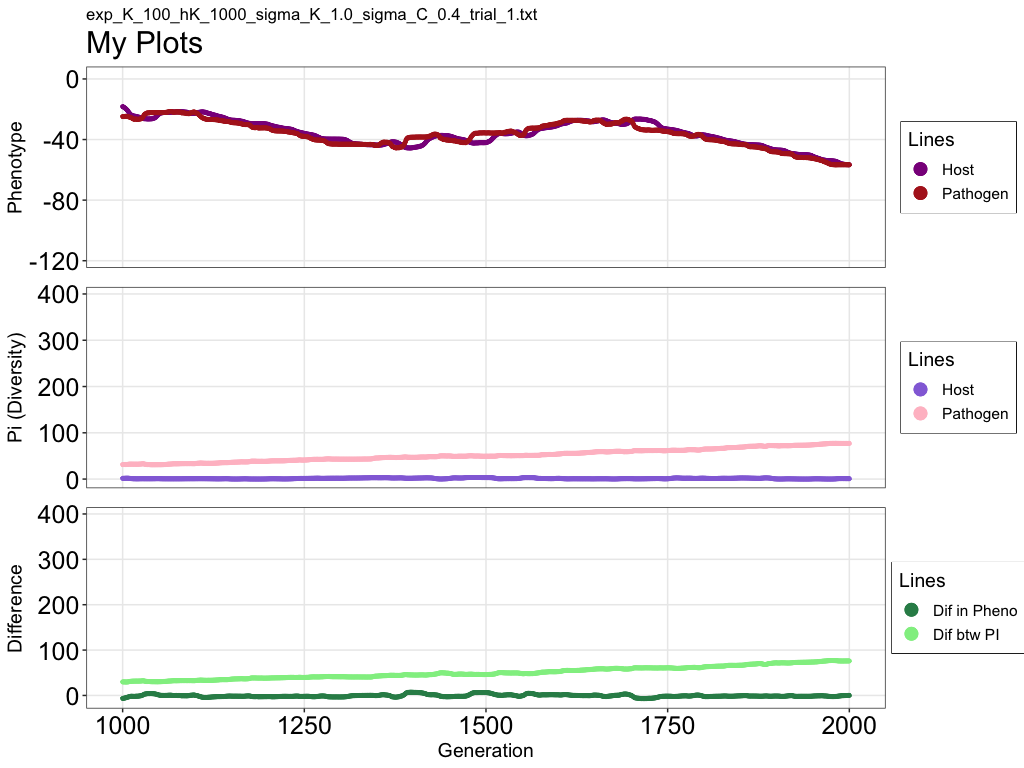 exp_K_100_hK_1000_sigma_K_1.0_sigma_C_0.4_trial_1.txt
My Plots
Phenotype
0
-40
-80
-120
Lines
Host
Pathogen
Pi (Diversity)
400
300
200
100
0
Lines
Host
Pathogen
Difference
400
300
200
100
0
Lines
Dif in Pheno
Dif btw PI
1000 1250 1500 1750 2000
Generation